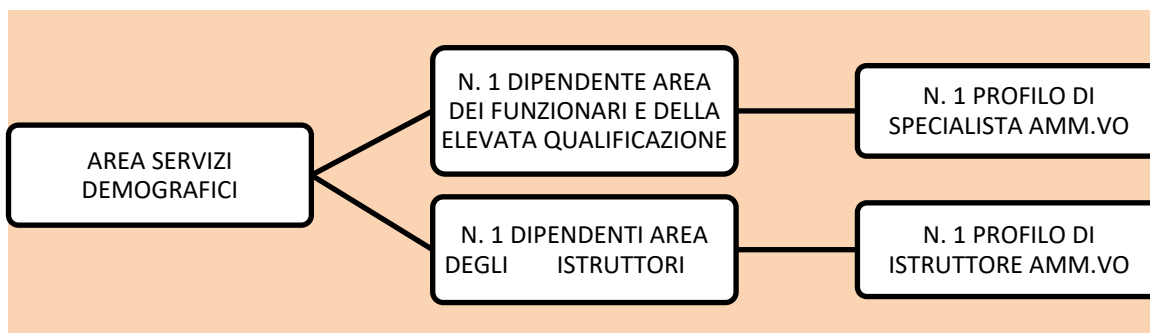 AREA SERVIZI
DEMOGRAFICI
N. 1 DIPENDENTE AREA
DEI FUNZIONARI E DELLA
ELEVATA QUALIFICAZIONE
N. 1 PROFILO DI
SPECIALISTA AMM.VO
N. 1 DIPENDENTI AREA
DEGLI ISTRUTTORI
N. 1 PROFILO DI
ISTRUTTORE AMM.VO